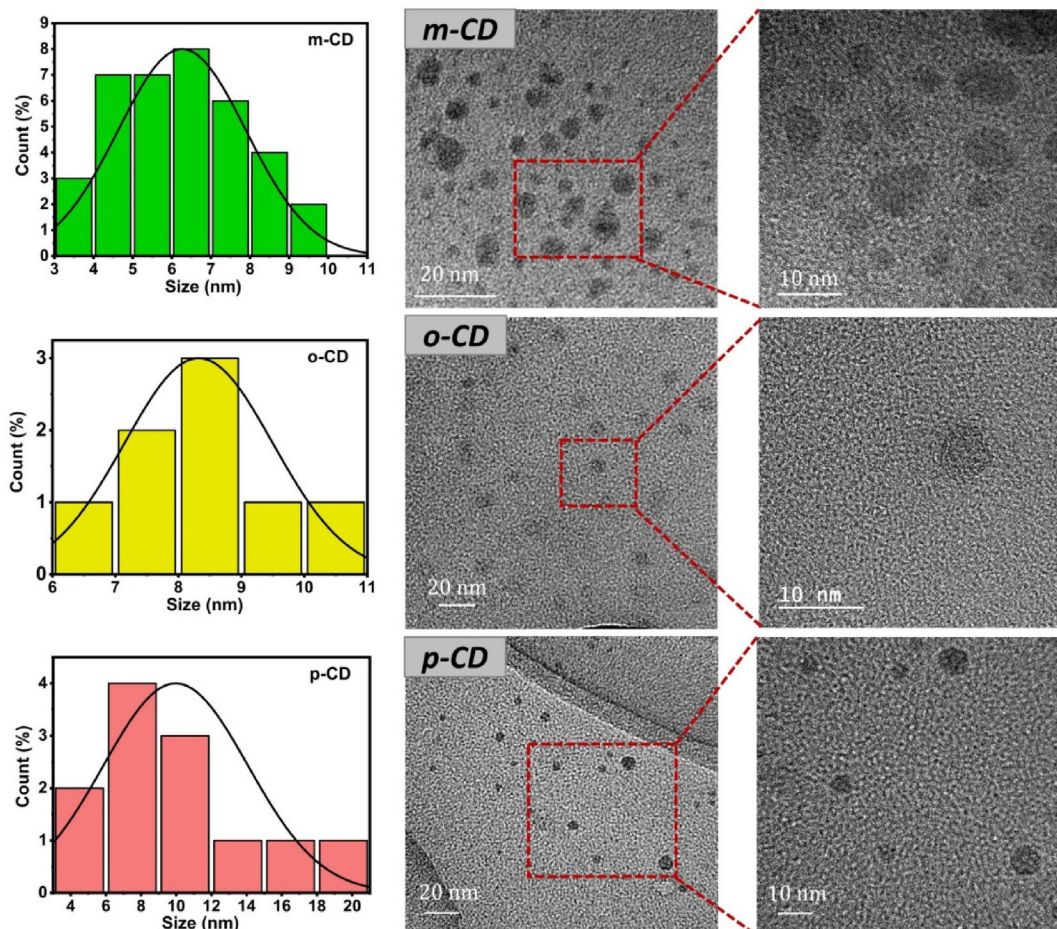 m-CD
9
8
7
6
5
4
3
2
1
0
Count (%)
3 4 5 6 7 8 9 10 11
Size (nm)
m-CD
20 nm
10 nm
o-CD
3
2
1
0
Count (%)
6 7 8 9 10 11
Size (nm)
o-CD
20 nm
10 nm
p-CD
4
3
2
1
0
Count (%)
4 6 8 10 12 14 16 18 20
Size (nm)
p-CD
20 nm
10 nm